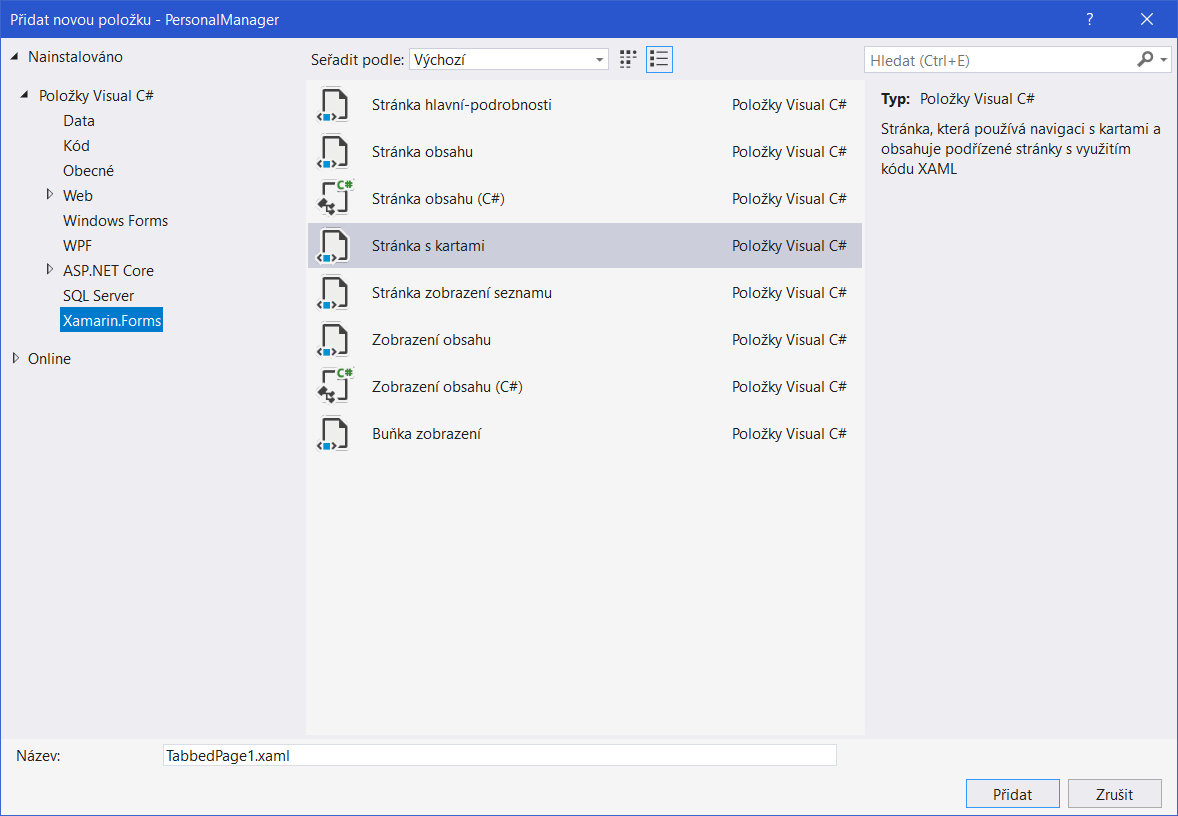 Přidat novou položku - PersonalManager
?
Nainstalováno
Položky Visual C#
Data
Kód
Obecné
Web
Windows Forms
WPF
ASP.NET Core
SQL Server
Xamarin.Forms
Online
Seřadit podle: Výchozí
Stránka hlavní-podrobnosti Položky Visual C#
Stránka obsahu Položky Visual C#
C#
Stránka obsahu (C#) Položky Visual C#
Stránka s kartami Položky Visual C#
Stránka zobrazení seznamu Položky Visual C#
Zobrazení obsahu Položky Visual C#
C#
Zobrazení obsahu (C#) Položky Visual C#
Buňka zobrazení Položky Visual C#
Hledat (Ctrl+E)
Typ: Položky Visual C#
Stránka, která používá navigaci s kartami a
obsahuje podřízené stránky s využitím
kódu XAML
Název: TabbedPage1.xaml
Přidat Zrušit